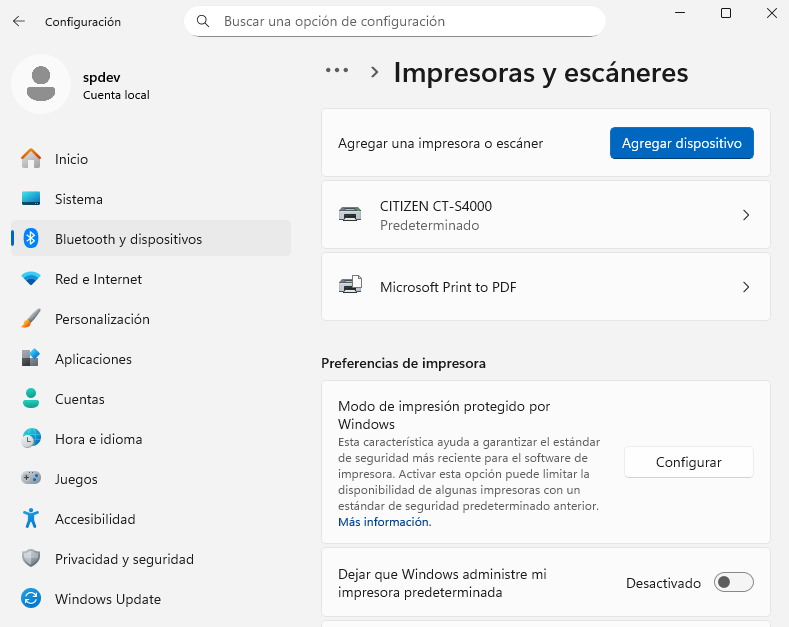 Configuración
Buscar una opción de configuración
spdev
Cuenta local
Inicio
Sistema
Bluetooth y dispositivos
Red e Internet
Personalización
Aplicaciones
Cuentas
Hora e idioma
Juegos
Accesibilidad
Privacidad y seguridad
Windows Update
Impresoras y escáneres
Agregar una impresora o escáner
Agregar dispositivo
CITIZEN CT-S4000
Predeterminado
Microsoft Print to PDF
Preferencias de impresora
Modo de impresión protegido por
Windows
Esta característica ayuda a garantizar el estándar
de seguridad más reciente para el software de
impresora. Activar esta opción puede limitar la
disponibilidad de algunas impresoras con un
estándar de seguridad predeterminado anterior.
Más información.
Configurar
Dejar que Windows administre mi
impresora predeterminada
Desactivado